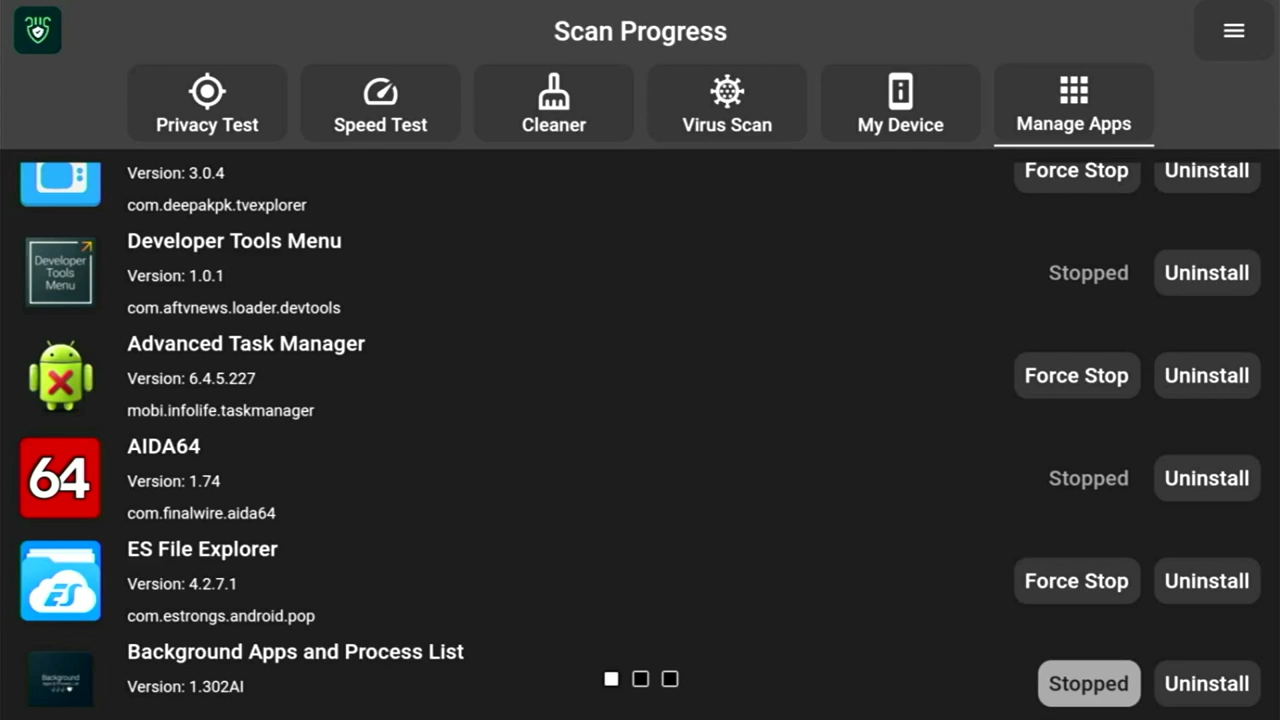 Scan Progress
Privacy Test
Speed Test
Cleaner
Virus Scan
My Device
Manage Apps
Version: 3.0.4
com.deepakpk.tvexplorer
Force Stop
Uninstall
Developer Tools Menu
Developer
Tools
Menu
Version: 1.0.1
com.aftvnews.loader.devtools
Stopped
Uninstall
Advanced Task Manager
Version: 6.4.5.227
mobi.infolife.taskmanager
Force Stop
Uninstall
AIDA64
64
Version: 1.74
com.finalwire.aida64
Stopped
Uninstall
ES File Explorer
ES
Version: 4.2.7.1
com.estrongs.android.pop
Force Stop
Uninstall
Background Apps and Process List
Background
Version: 1.302AI
Stopped
Uninstall